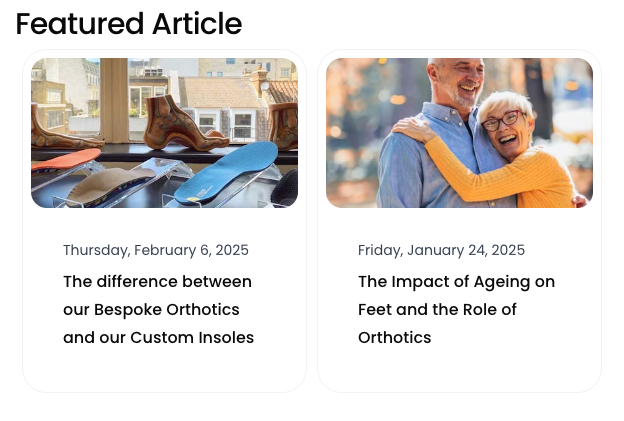 Featured Article
Thursday, February 6, 2025
The difference between
our Bespoke Orthotics
and our Custom Insoles
Friday, January 24, 2025
The Impact of Ageing on
Feet and the Role of
Orthotics